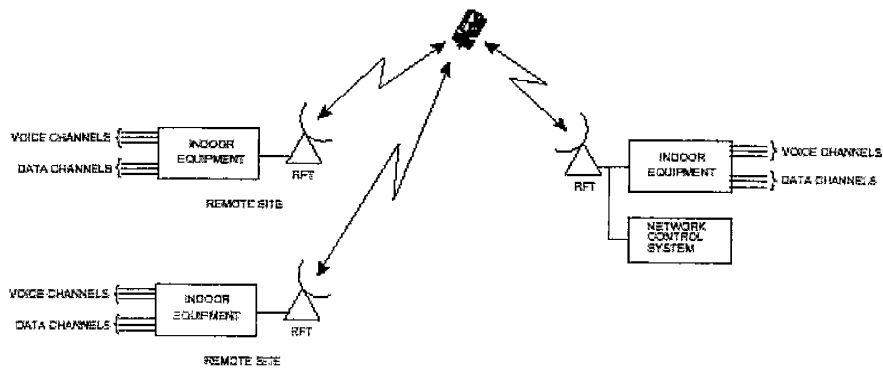 VOICE CHANNELS
DATA CHANNELS
INDOOR
EQUIPMENT
RFT
REMOTE SITE
INDOOR
EQUIPMENT
RFT
VOICE CHANNELS
DATA CHANNELS
NETWORK
CONTROL
SYSTEM
VOICE CHANNELS
DATA CHANNELS
INDOOR
EQUIPMENT
RFT
REMOTE SITE